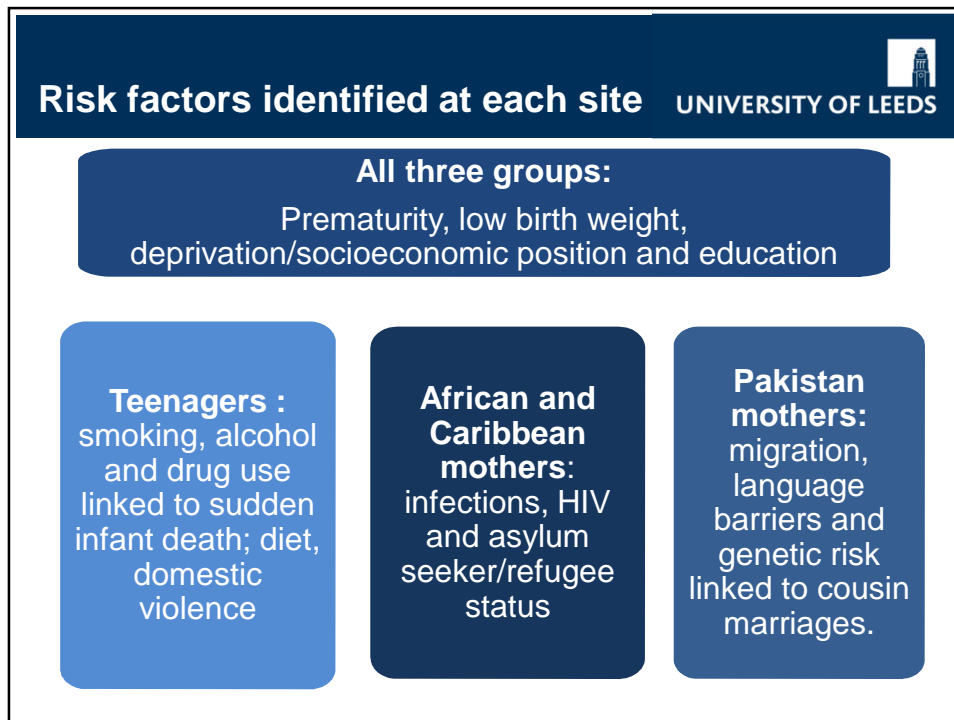 Risk factors identified at each site
UNIVERSITY OF LEEDS
All three groups:
Prematurity, low birth weight,
deprivation/socioeconomic position and education
Teenagers :
smoking, alcohol
and drug use
linked to sudden
infant death; diet,
domestic
violence
African and
Caribbean
mothers:
infections, HIV
and asylum
seeker/refugee
status
Pakistan
mothers:
migration,
language
barriers and
genetic risk
linked to cousin
marriages.